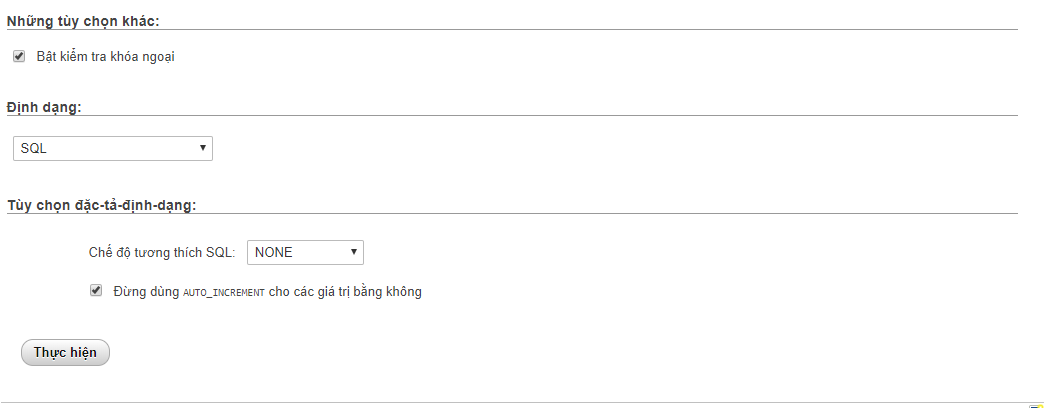 Những tùy chọn khác:
Bật kiểm tra khóa ngoại
Định dạng:
SQL
Tùy chọn đặc-tả-định-dạng:
Chế độ tương thích SQL: NONE
Đừng dùng AUTO_INCREMENT cho các giá trị bằng không
Thực hiện